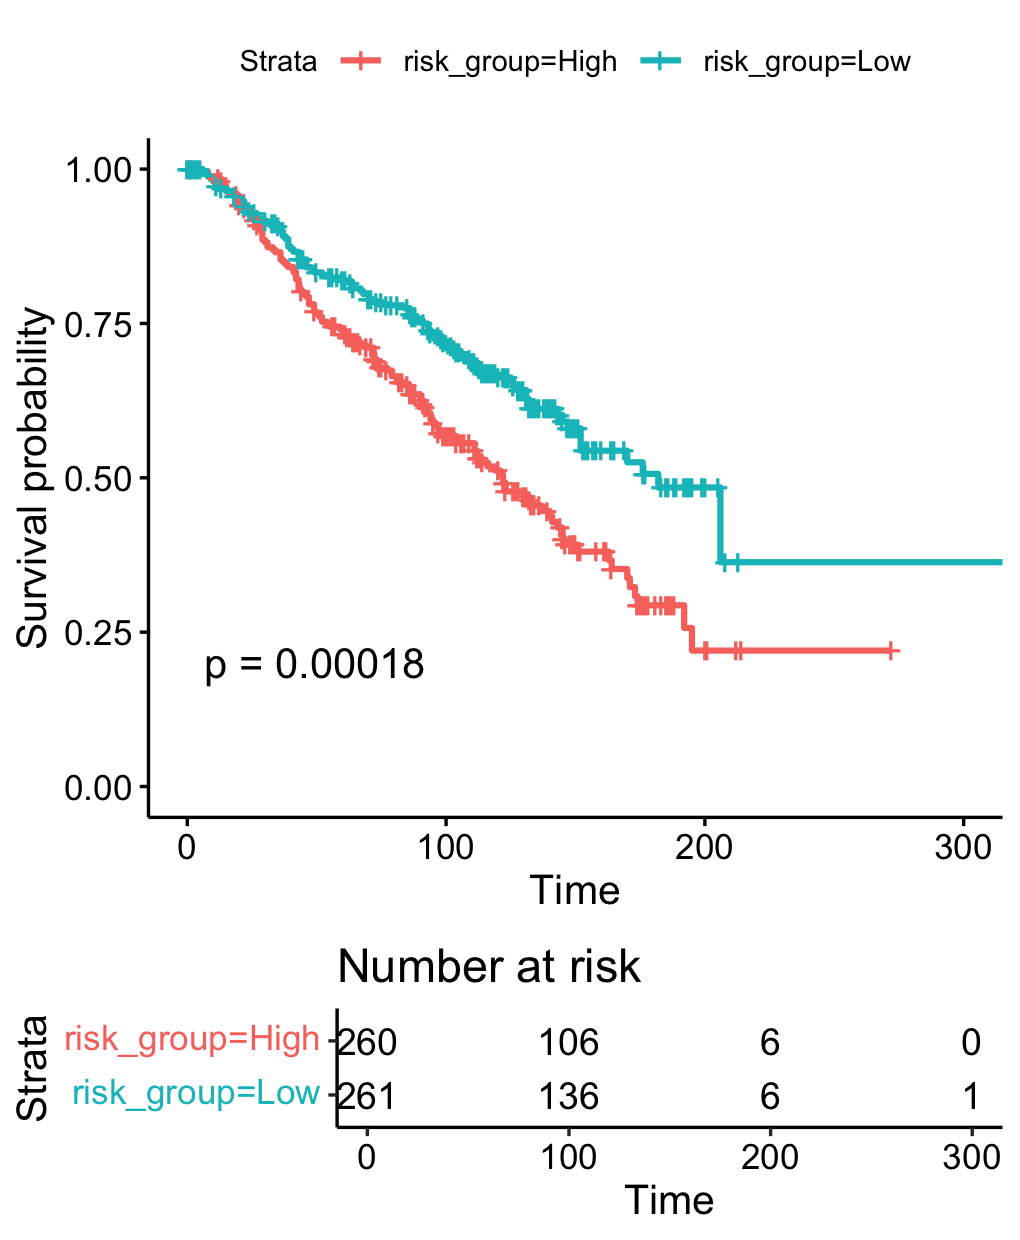 Strata risk_group=High risk_group=Low
Survival probability
1.00
0.75
0.50
0.25
0.00
p = 0.00018
0 100 200 300
Time
Number at risk
Strata
risk_group=High 260 106 6 0
risk_group=Low 261 136 6 1
0 100 200 300
Time